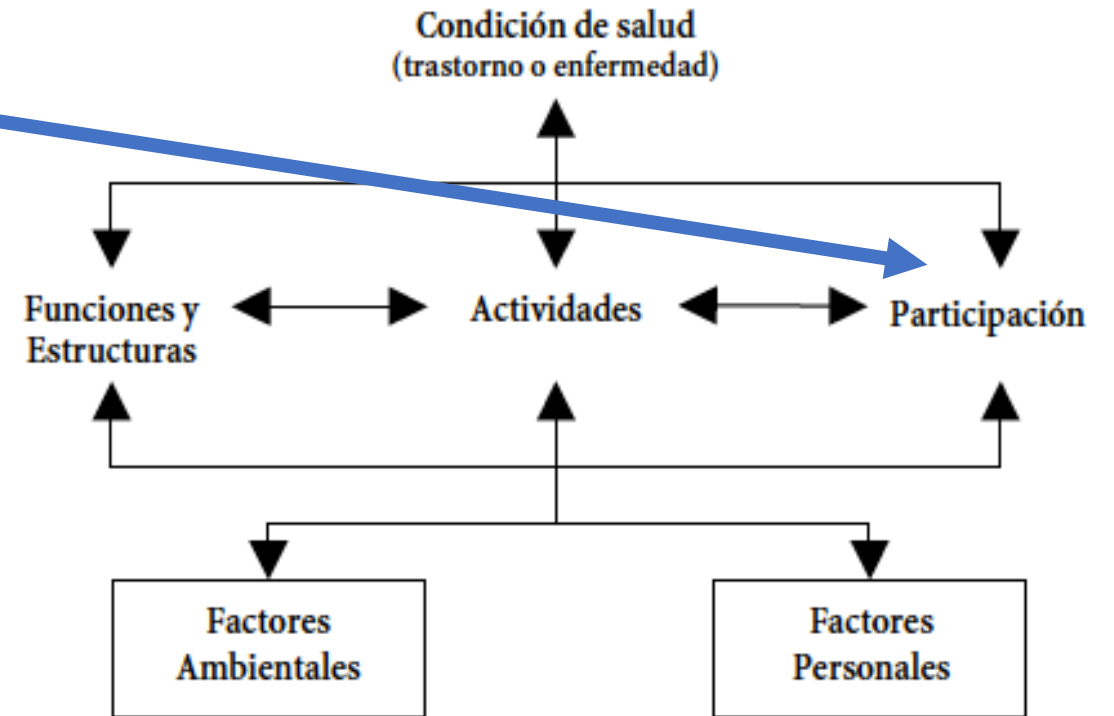 Condición de salud
(trastorno o enfermedad)
Funciones y
Estructuras
Actividades
Participación
Factores
Ambientales
Factores
Personales